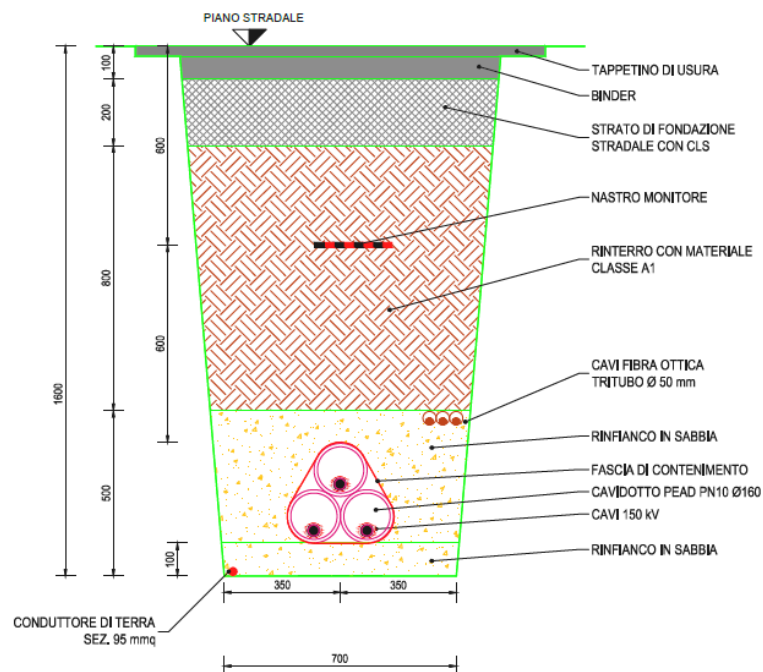 PIANO STRADALE
100
200
800
500
1600
600
600
100
TAPPETINO DI USURA
BINDER
STRATO DI FONDAZIONE
STRADALE CON CLS
NASTRO MONITORE
RINTERRO CON MATERIALE
CLASSE A1
CAVI FIBRA OTTICA
TRITUBO Ø 50 mm
RINFIANCO IN SABBIA
FASCIA DI CONTENIMENTO
CAVIDOTTO PEAD PN10 Ø160
CAVI 150 kV
RINFIANCO IN SABBIA
350
350
CONDUTTORE DI TERRA
SEZ. 95 mmq
700